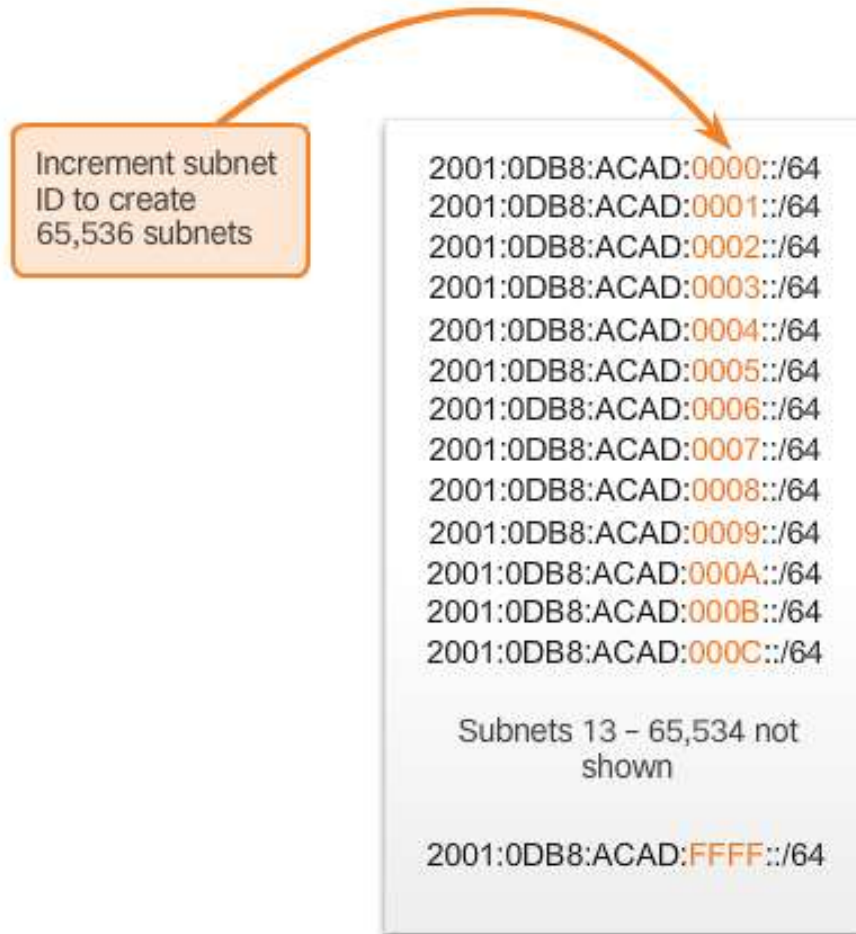 Increment subnet
ID to create
65,536 subnets
2001:0DB8:ACAD:0000::/64
2001:0DB8:ACAD:0001::/64
2001:0DB8:ACAD:0002::/64
2001:0DB8:ACAD:0003::/64
2001:0DB8:ACAD:0004::/64
2001:0DB8:ACAD:0005::/64
2001:0DB8:ACAD:0006::/64
2001:0DB8:ACAD:0007::/64
2001:0DB8:ACAD:0008::/64
2001:0DB8:ACAD:0009::/64
2001:0DB8:ACAD:000A::/64
2001:0DB8:ACAD:000B::/64
2001:0DB8:ACAD:000C::/64
Subnets 13 – 65,534 not
shown
2001:0DB8:ACAD:FFFF::/64